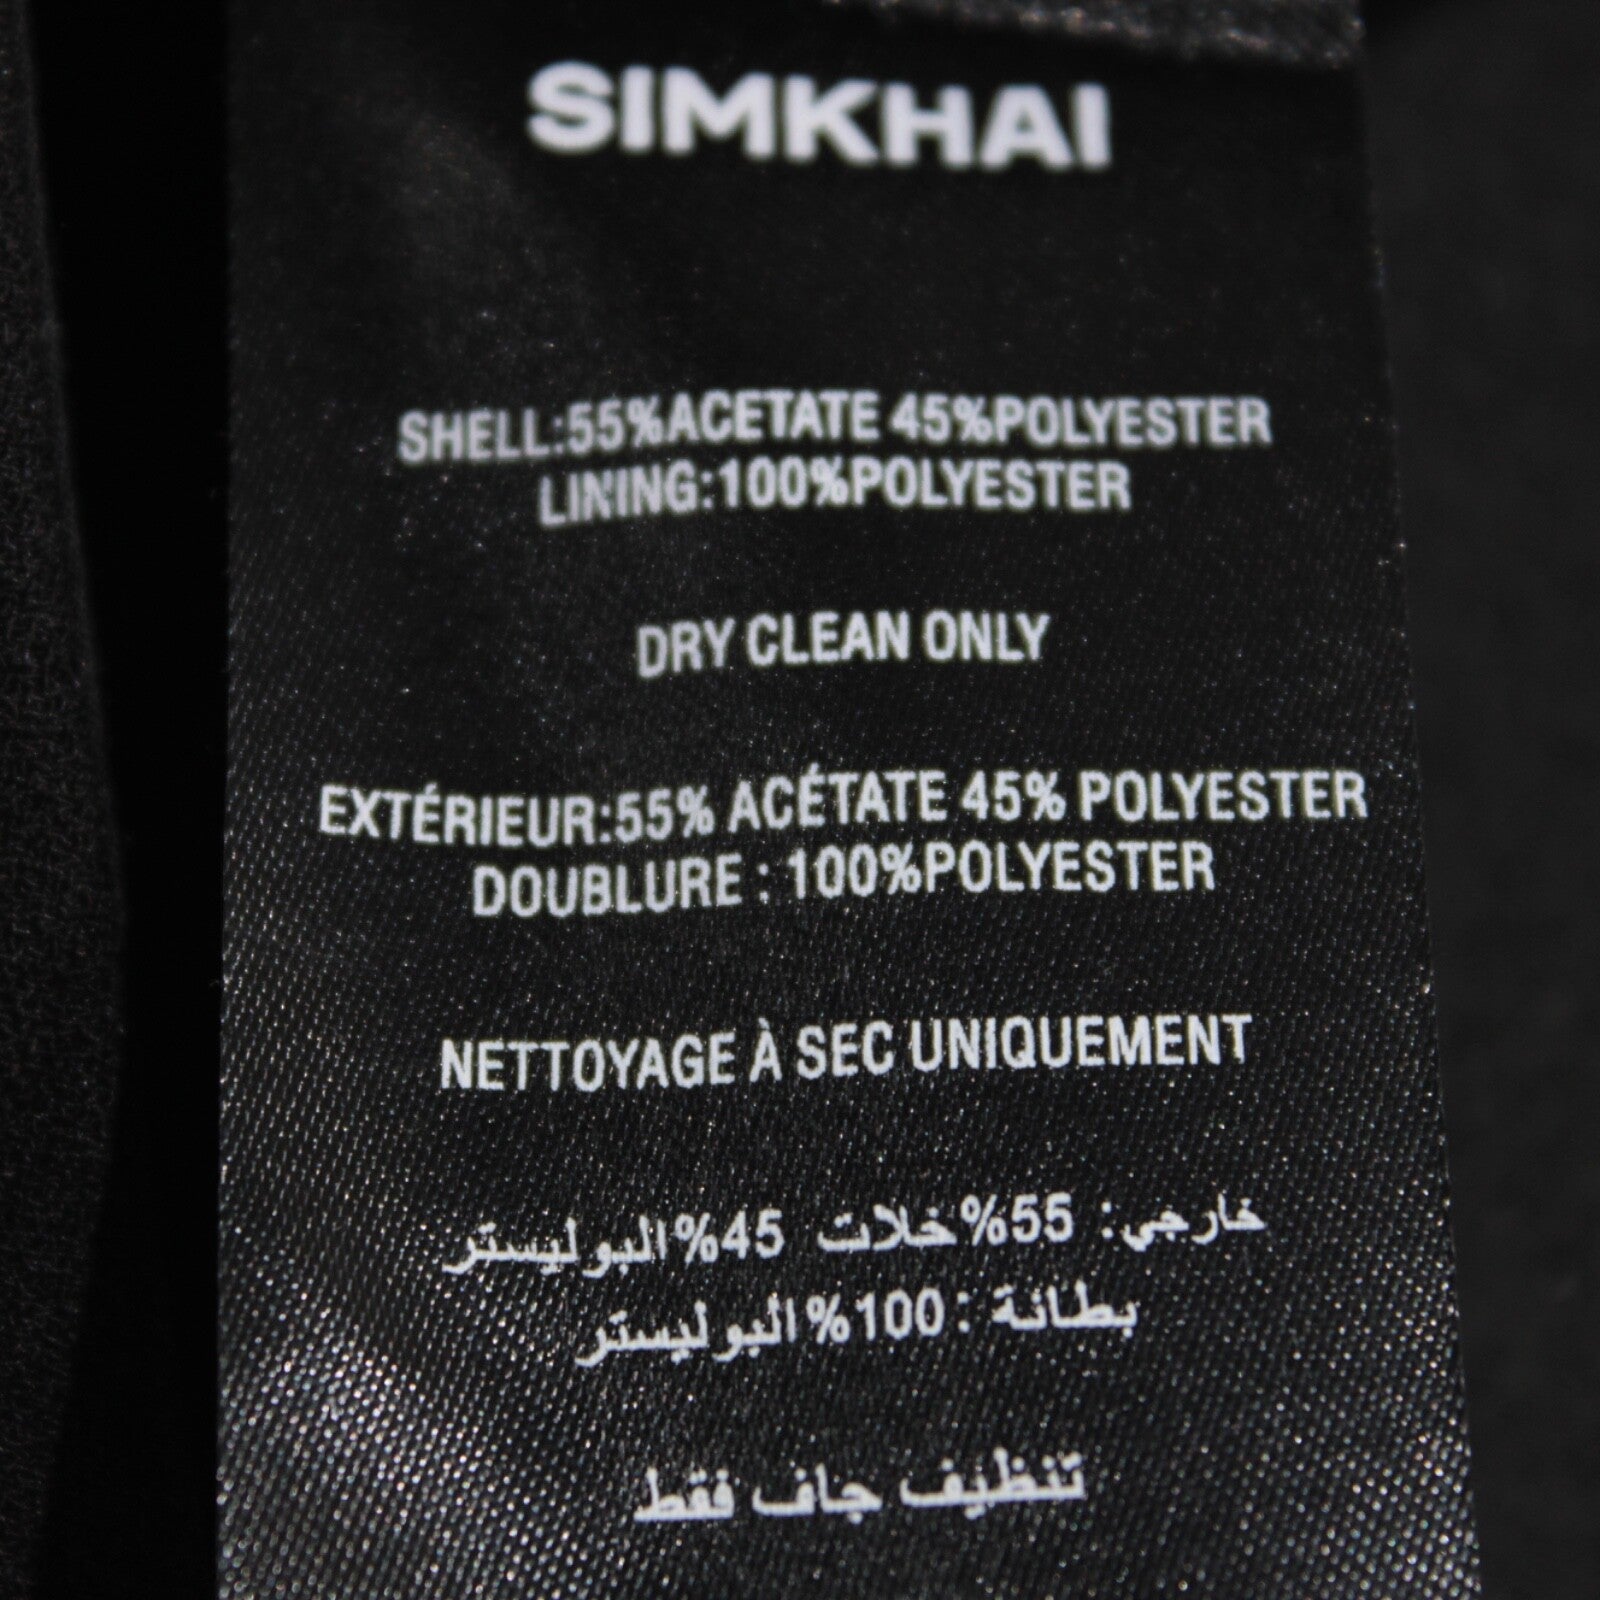 SIMKHAI
SHELL:55%ACETATE 45%POLYESTER
LINING:100%POLYESTER
DRY CLEAN ONLY
EXTÉRIEUR:55% ACÉTATE 45% POLYESTER
DOUBLURE : 100%POLYESTER
NETTOYAGE À SEC UNIQUEMENT
خارجي: 55%خلات 45%البوليستر
بطانة :100%البوليستر
تنظيف جاف فقط